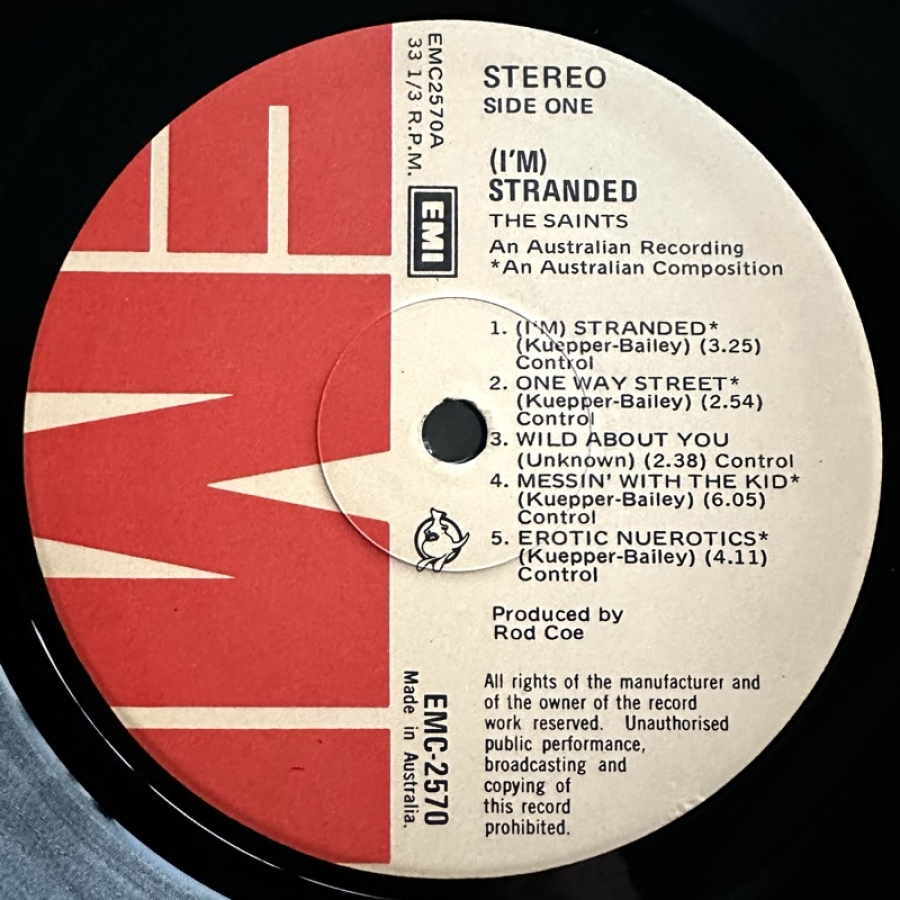 EMC2570A
33 1/3 R.P.M.
EMI
STEREO
SIDE ONE
(I'M)
STRANDED
THE SAINTS
An Australian Recording
*An Australian Composition
1. (I'M) STRANDED*
(Kuepper-Bailey) (3.25)
Control
2. ONE WAY STREET*
(Kuepper-Bailey) (2.54)
Control
3. WILD ABOUT YOU
(Unknown) (2.38) Control
4. MESSIN' WITH THE KID*
(Kuepper-Bailey) (6.05)
Control
5. EROTIC NUEROTICS*
(Kuepper-Bailey) (4.11)
Control
Produced by
Rod Coe
EMC-2570
Made in Australia.
All rights of the manufacturer and
of the owner of the record
work reserved. Unauthorised
public performance,
broadcasting and
copying of
this record
prohibited.
EMI